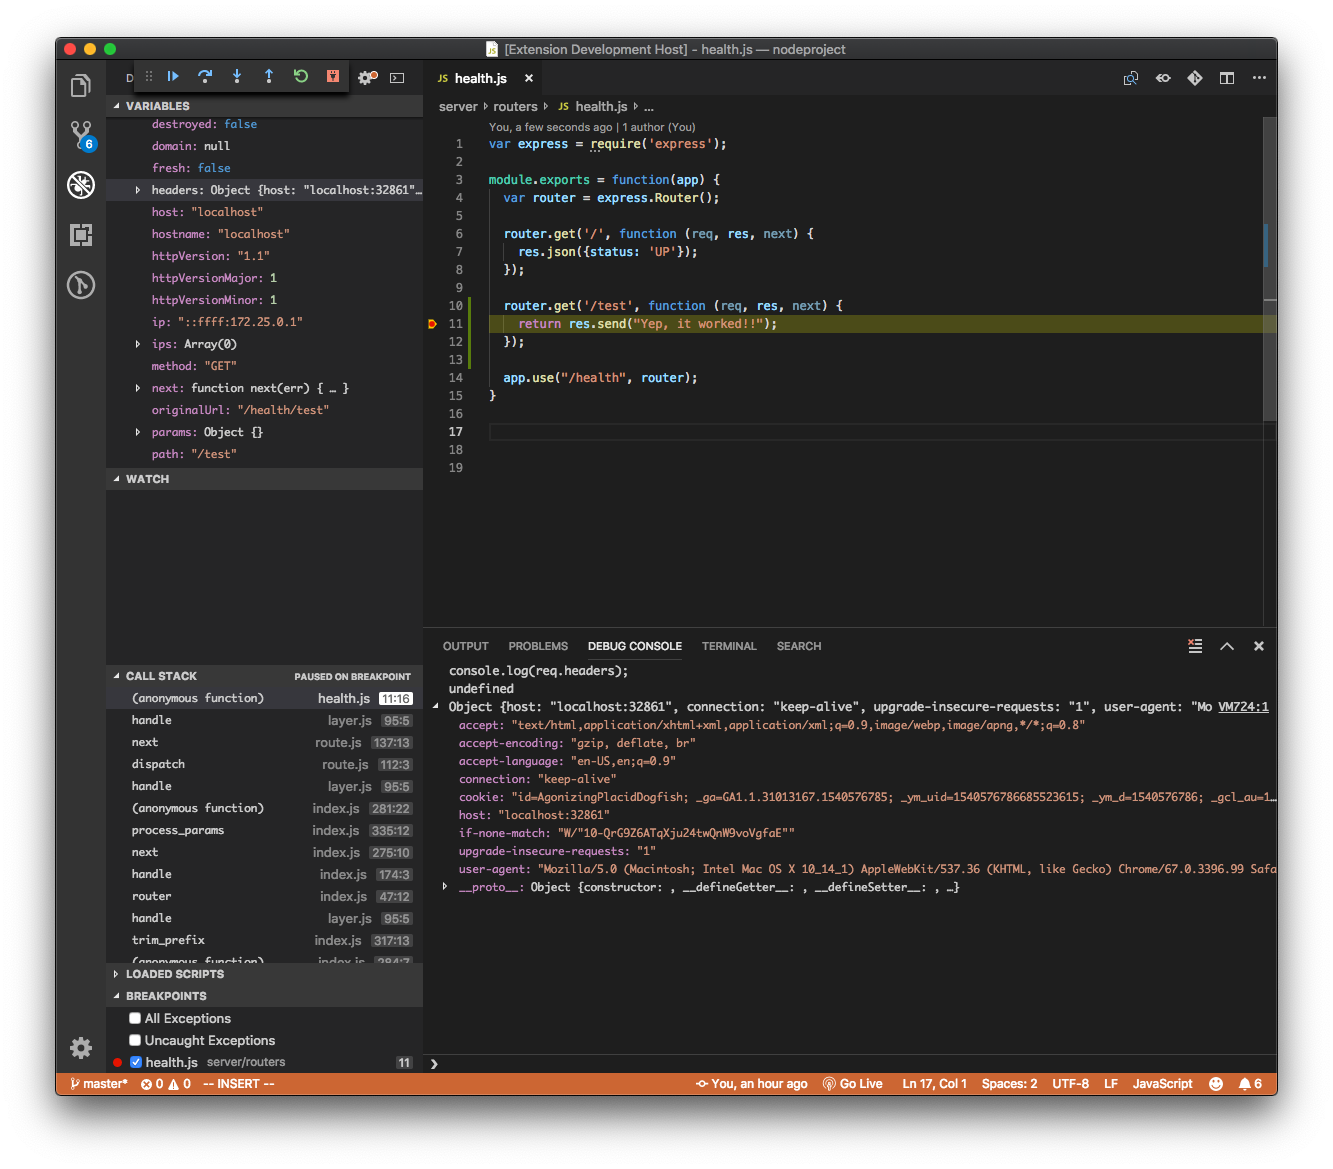 [Extension Development Host] - health.js — nodeproject
D
VARIABLES
destroyed: false
domain: null
fresh: false
headers: Object {host: "localhost:32861"…
host: "localhost"
hostname: "localhost"
httpVersion: "1.1"
httpVersionMajor: 1
httpVersionMinor: 1
ip: "::ffff:172.25.0.1"
ips: Array(0)
method: "GET"
next: function next(err) { … }
originalUrl: "/health/test"
params: Object {}
path: "/test"
WATCH
CALL STACK PAUSED ON BREAKPOINT
(anonymous function) health.js 11:16
handle layer.js 95:5
next route.js 137:13
dispatch route.js 112:3
handle layer.js 95:5
(anonymous function) index.js 281:22
process_params index.js 335:12
next index.js 275:10
handle index.js 174:3
router index.js 47:12
handle layer.js 95:5
trim_prefix index.js 317:13
(anonymous function) index.js 284:7
LOADED SCRIPTS
BREAKPOINTS
All Exceptions
Uncaught Exceptions
health.js server/routers 11
6
JS health.js
server routers JS health.js ...
You, a few seconds ago | 1 author (You)
1 var express = require('express');
2
3 module.exports = function(app) {
4 var router = express.Router();
5
6 router.get('/', function (req, res, next) {
7 res.json({status: 'UP'});
8 });
9
10 router.get('/test', function (req, res, next) {
11 return res.send("Yep, it worked!!");
12 });
13
14 app.use("/health", router);
15 }
16
17
18
19
OUTPUT PROBLEMS DEBUG CONSOLE TERMINAL SEARCH
console.log(req.headers);
undefined
Object {host: "localhost:32861", connection: "keep-alive", upgrade-insecure-requests: "1", user-agent: "Mo VM724:1
accept: "text/html,application/xhtml+xml,application/xml;q=0.9,image/webp,image/apng,*/*;q=0.8"
accept-encoding: "gzip, deflate, br"
accept-language: "en-US,en;q=0.9"
connection: "keep-alive"
cookie: "id=AgonizingPlacidDogfish; _ga=GA1.1.31013167.1540576785; _ym_uid=1540576786685523615; _ym_d=1540576786; _gcl_au=1…
host: "localhost:32861"
if-none-match: "W/"10-QrG9Z6ATqXju24twQnW9voVgfaE""
upgrade-insecure-requests: "1"
user-agent: "Mozilla/5.0 (Macintosh; Intel Mac OS X 10_14_1) AppleWebKit/537.36 (KHTML, like Gecko) Chrome/67.0.3396.99 Safa
__proto__: Object {constructor: , __defineGetter__: , __defineSetter__: , …}
master* 0 0 -- INSERT -- You, an hour ago Go Live Ln 17, Col 1 Spaces: 2 UTF-8 LF JavaScript 6